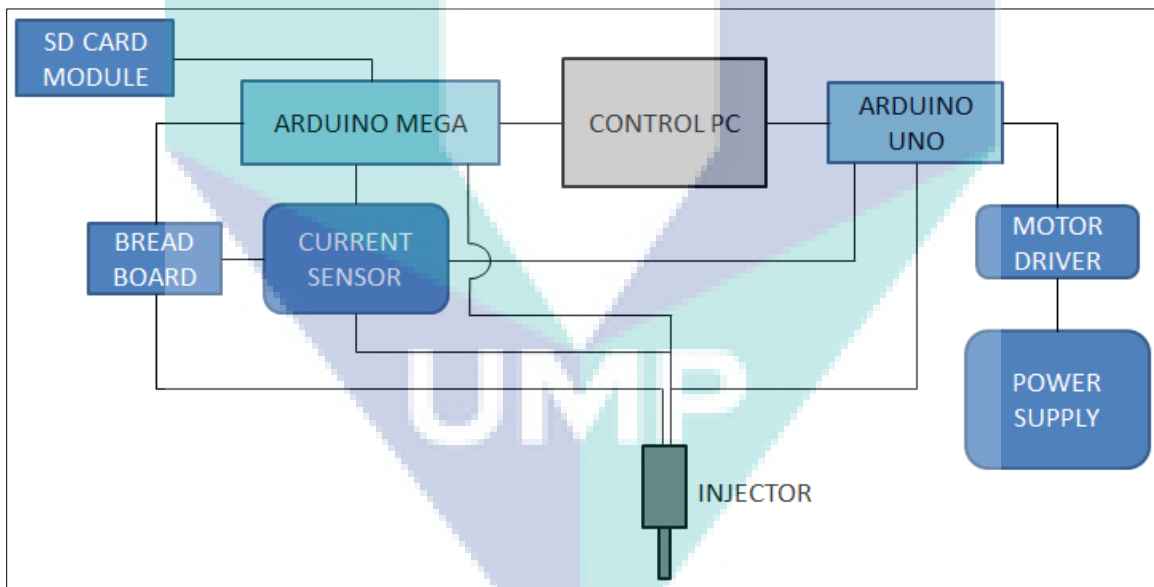 SD CARD
MODULE
ARDUINO MEGA
CONTROL PC
ARDUINO
UNO
BREAD
BOARD
CURRENT
SENSOR
MOTOR
DRIVER
UMP
POWER
SUPPLY
INJECTOR